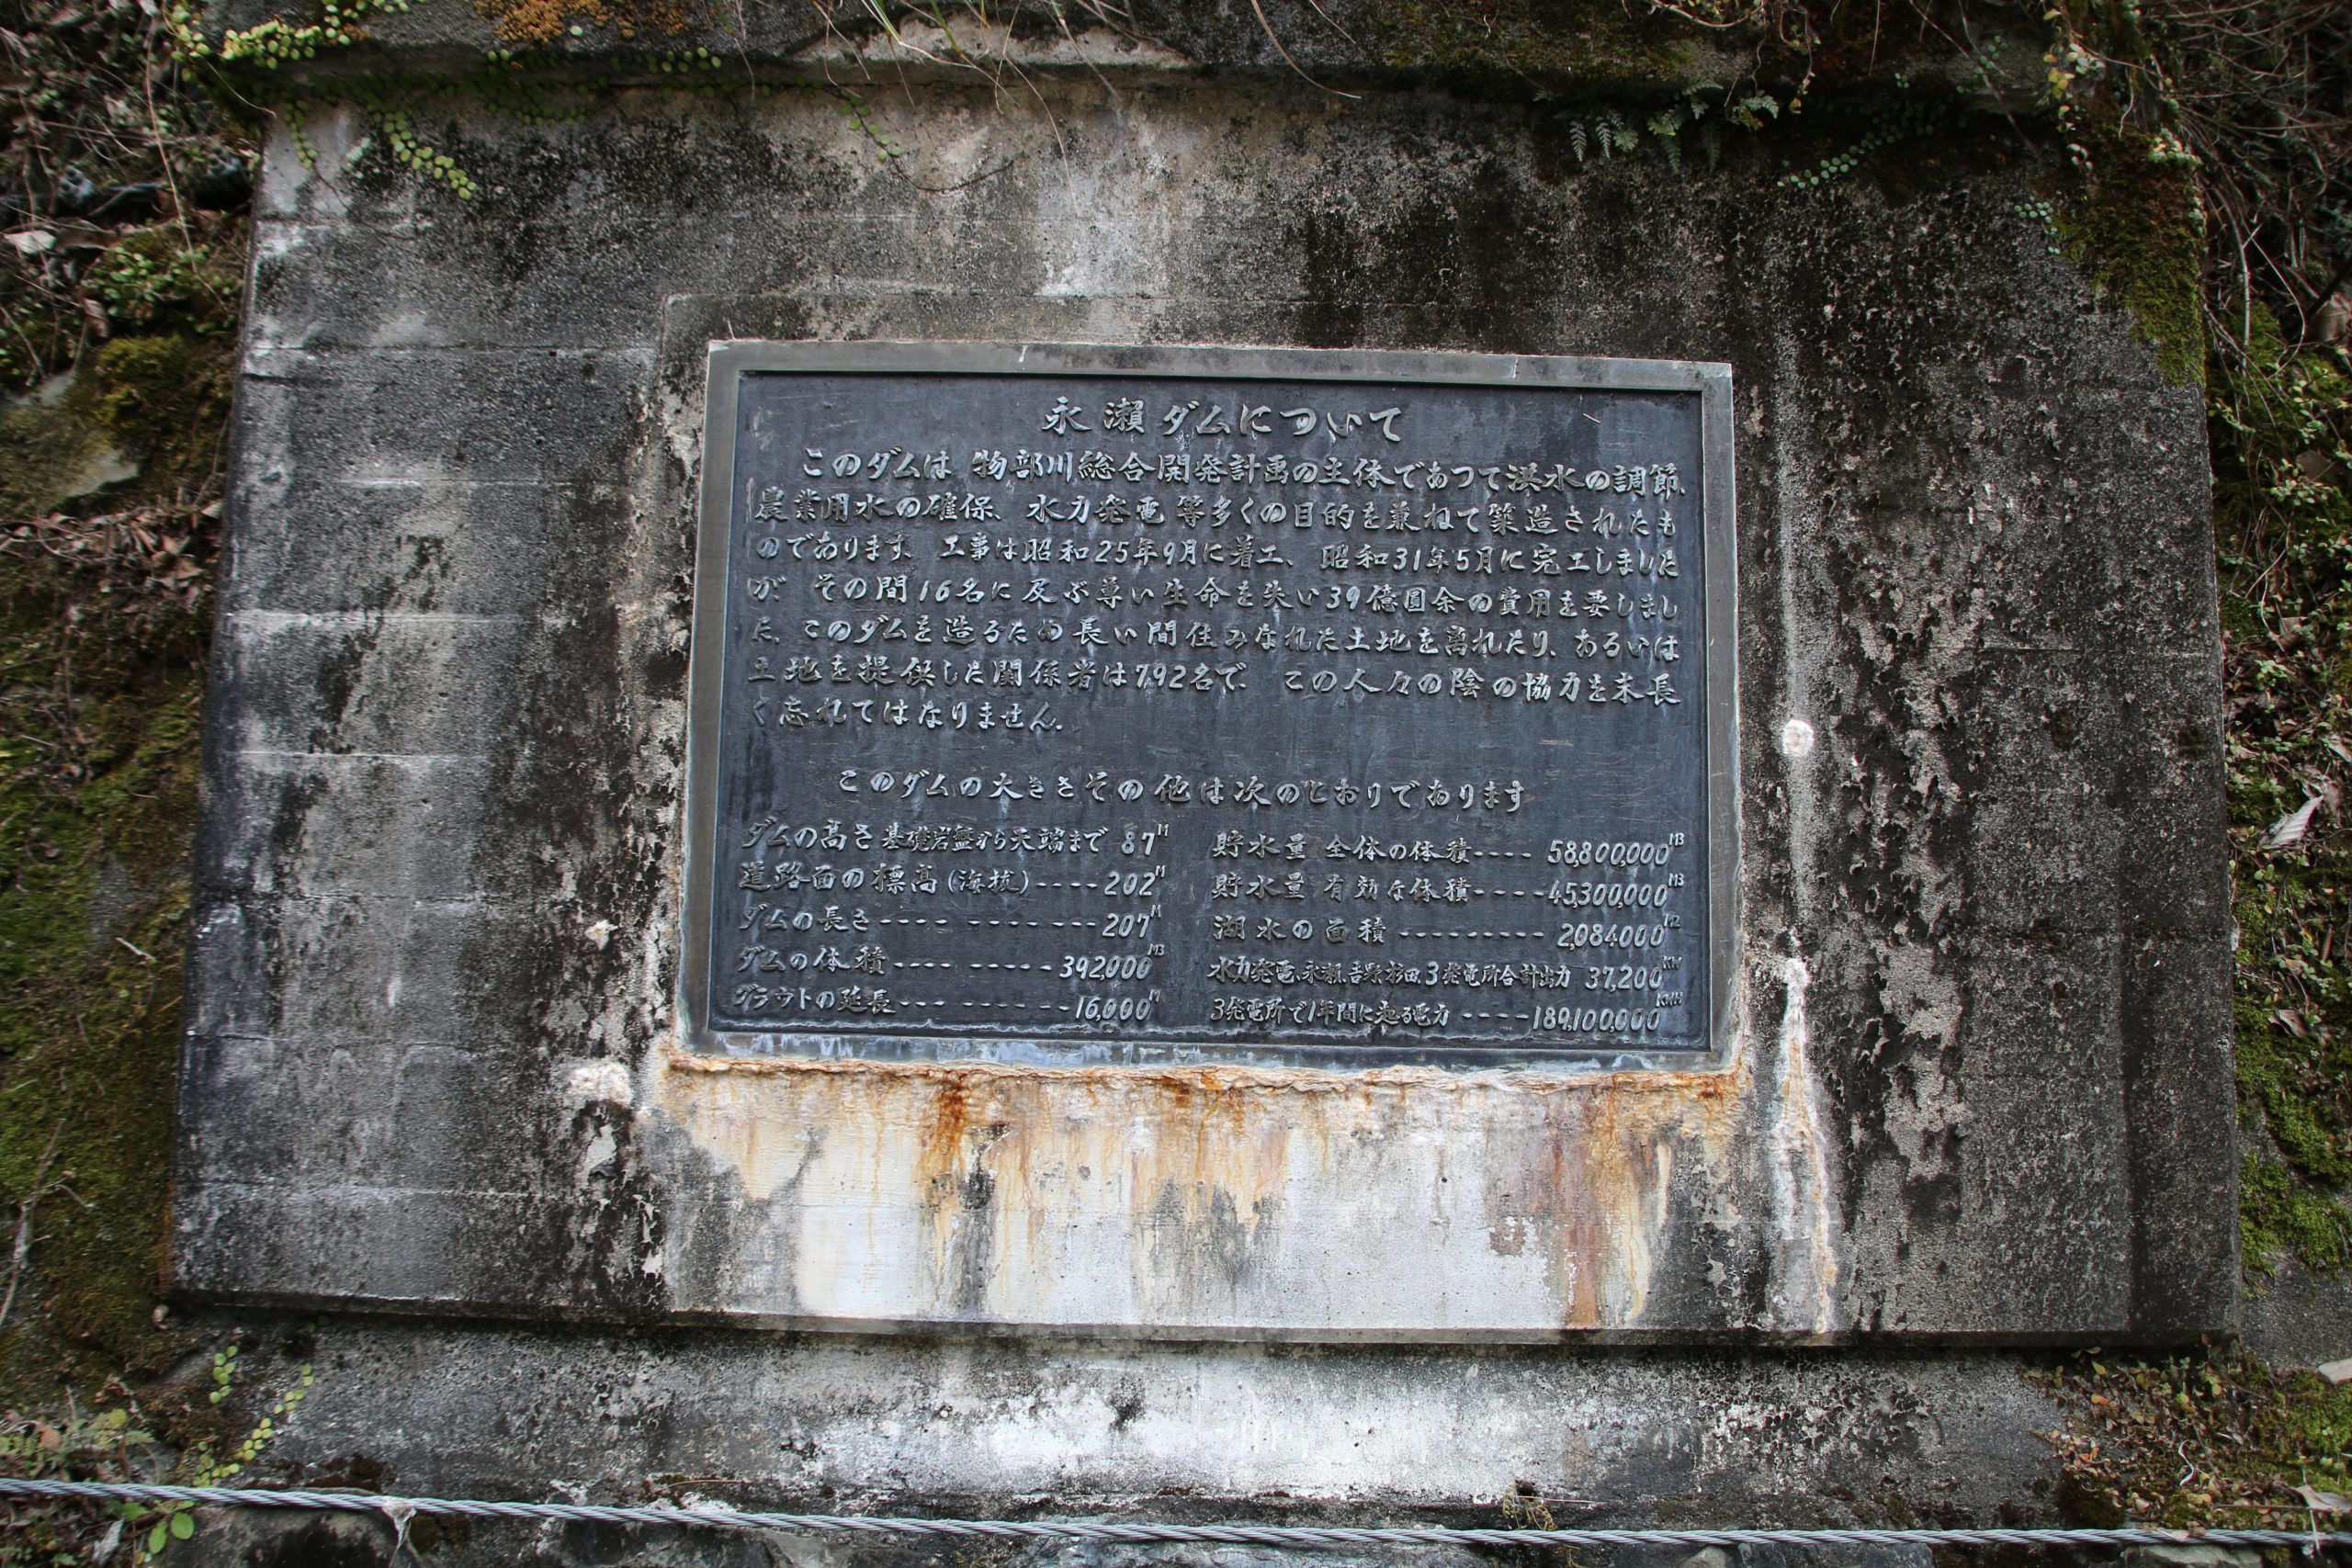 永瀬ダムについて
このダムは 物部川総合開発計画の主体であつて洪水の調節、
農業用水の確保、水力発電等多くの目的を兼ねて築造されたも
のであります。工事は昭和25年9月に着工、昭和31年5月に完工しました
が その間16名に及ぶ尊い生命を失い39億圓余の費用を要しまし
た、このダムを造るため長い間住みなれた土地を離れたり、あるいは
土地を提供した関係者は792名で、この人々の陰の協力を末長
く忘れてはなりません。
このダムの大きさその他は次のとおりであります
ダムの高さ 基礎岩盤から天端まで 87M
道路面の標高(海抜)----202M
ダムの長さ----------207M
ダムの体積---------392,000M3
グラウトの延長---------16,000M
貯水量 全体の体積----58,800,000M3
貯水量 有効な体積----45,300,000M3
湖水の面積---------2,084,000M2
水力発電、永瀬、吉野、杉田、3発電所合計出力 37,200KW
3発電所で1年間に起る電力 ----189,100,000KWH